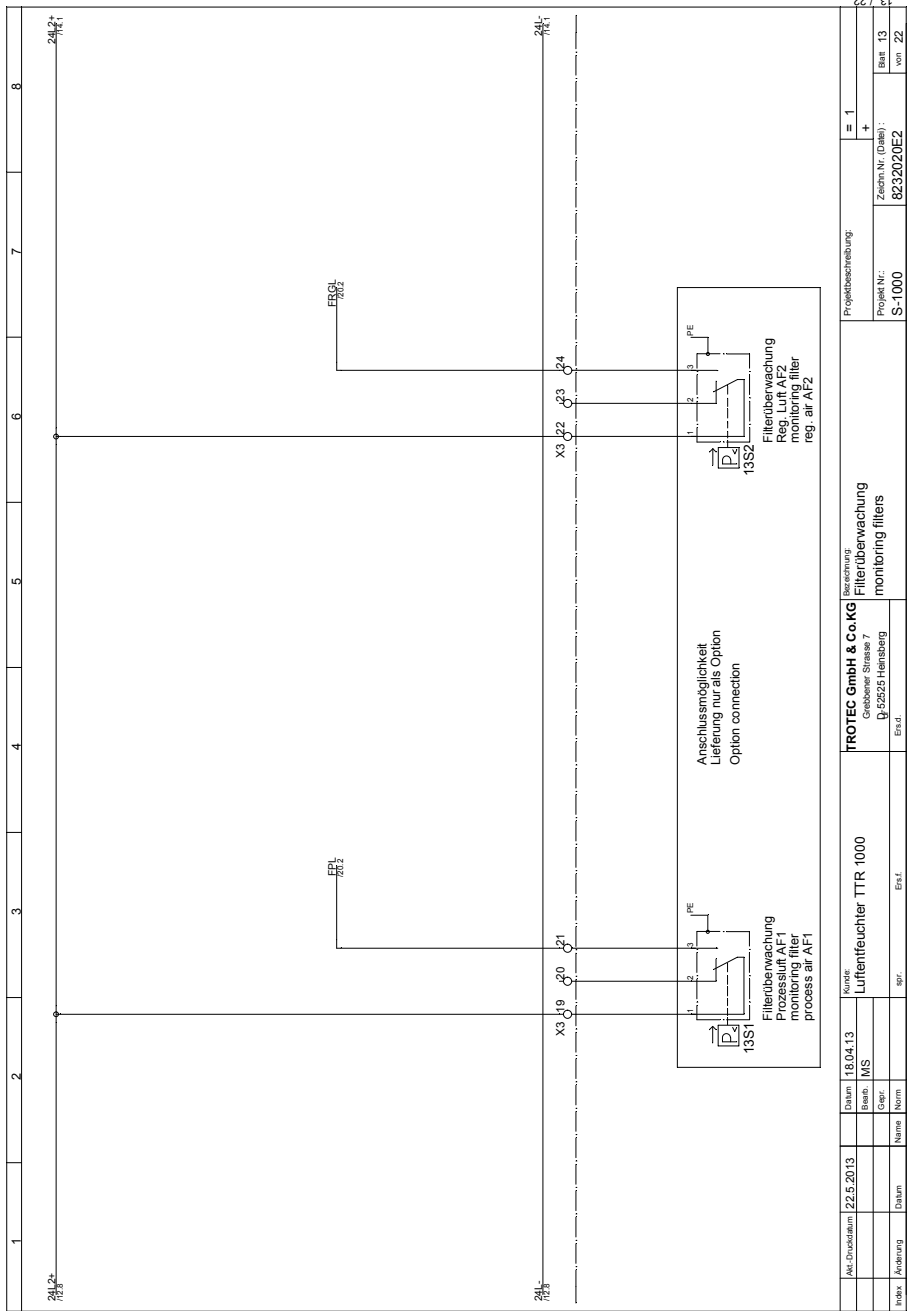 1 2 3 4 5 6 7 8
24L2+
/12.8
24L2+
/14.1
FPL
/20.2
FRGL
/20.2
24L-
/12.8
24L-
/14.1
X3 19 20 21
X3 22 23 24
1 2 3 PE
13S1
Filterüberwachung
Prozessluft AF1
monitoring filter
process air AF1
Anschlussmöglichkeit
Lieferung nur als Option
Option connection
1 2 3 PE
13S2
Filterüberwachung
Reg. Luft AF2
monitoring filter
reg. air AF2
Akt.-Druckdatum 22.5.2013
Index Änderung Datum Name
Datum 18.04.13
Bearb. MS
Gepr.
Norm
Kunde:
Luftentfeuchter TTR 1000
spr. Ers.f. Ers.d.
TROTEC GmbH & Co.KG
Grebbener Strasse 7
D-52525 Heinsberg
Bezeichnung:
Filterüberwachung
monitoring filters
Projektbeschreibung:
Projekt Nr.:
S-1000
= 1
+
Zeichn.Nr. (Datei) :
8232020E2
Blatt 13
von 22